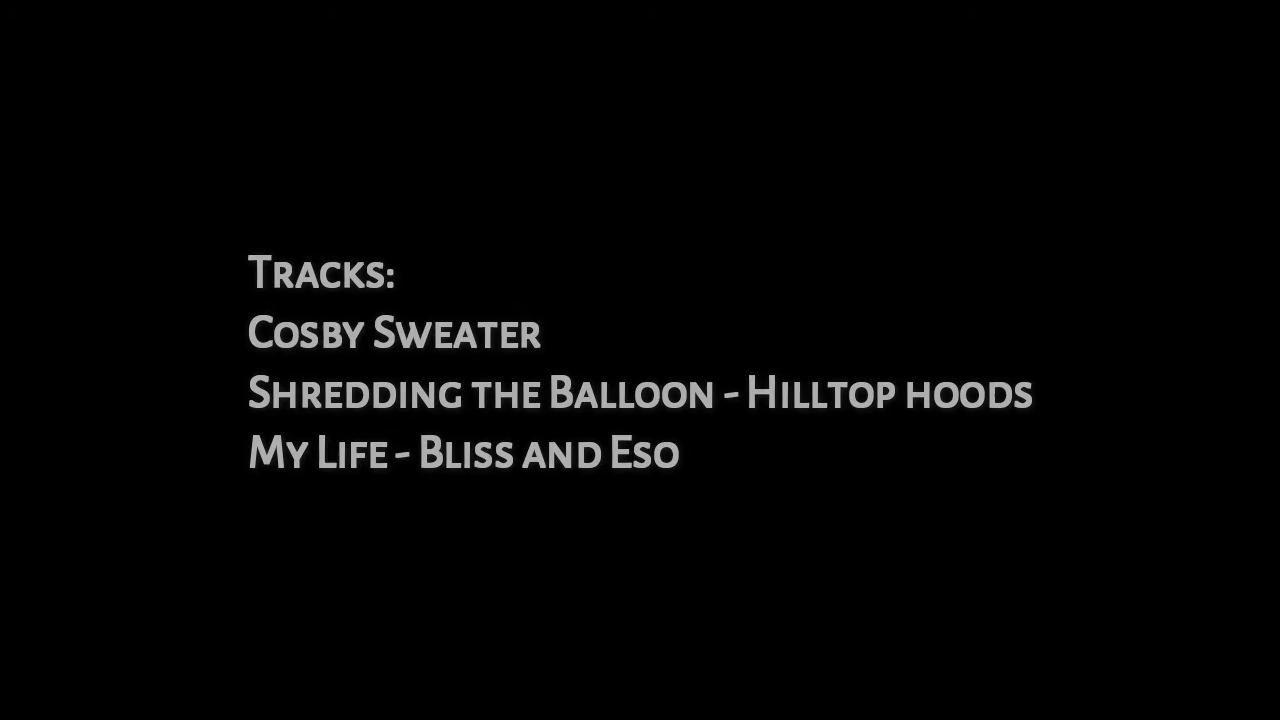 Tracks:
Cosby Sweater
Shredding the Balloon - Hilltop hoods
My Life - Bliss and Eso